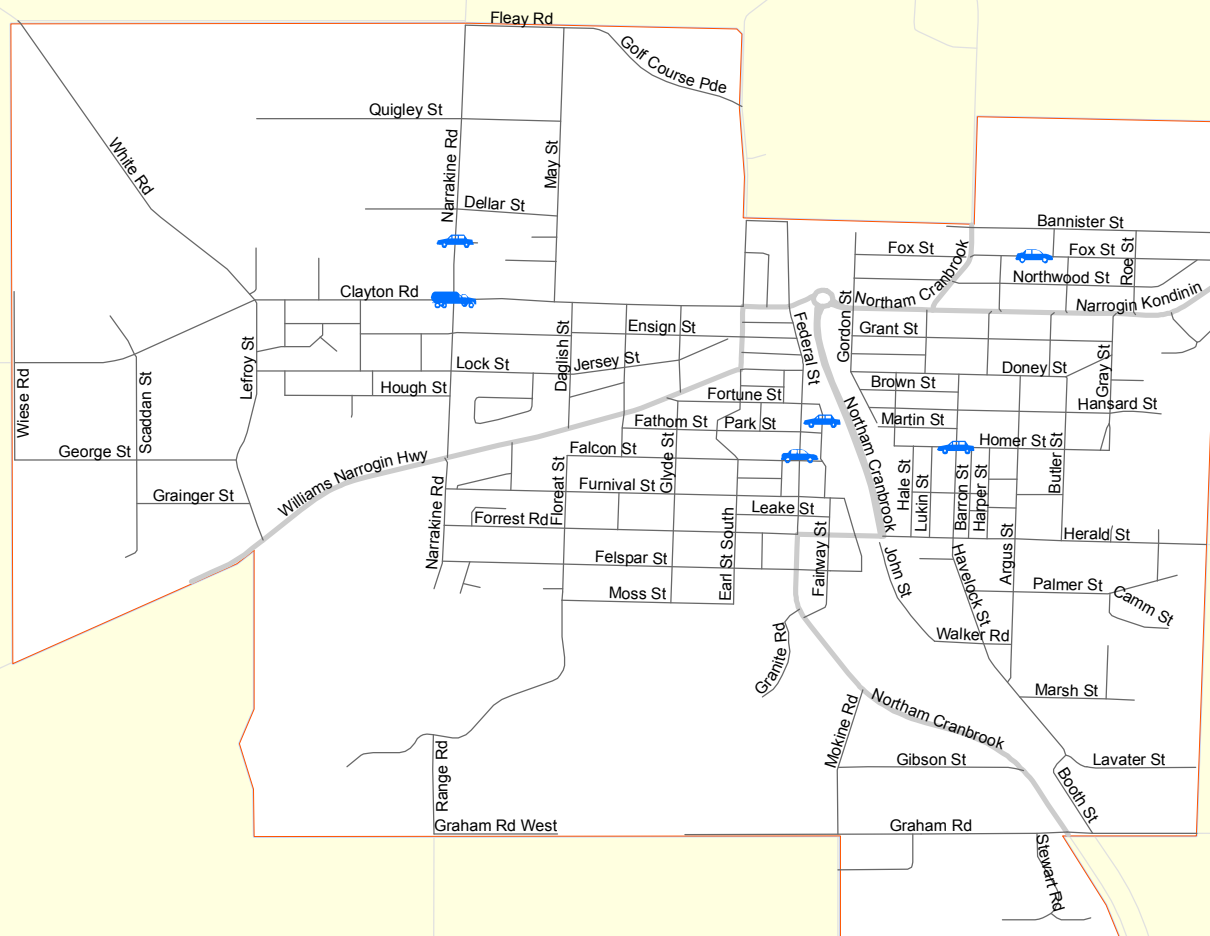 Fleay Rd
Golf Course Pde
Quigley St
White Rd
Narrakine Rd
May St
Dellar St
Bannister St
Fox St
Fox St
Roe St
Northwood St
Clayton Rd
Northam Cranbrook
Narrogin Kondinin
Ensign St
Federal St
Gordon St
Grant St
Daglish St
Jersey St
Lefroy St
Lock St
Doney St
Gray St
Wiese Rd
Scaddan St
Hough St
Brown St
Fortune St
Hansard St
Fathom St
Park St
Northam Cranbrook
Martin St
Homer St
George St
Williams Narrogin Hwy
Falcon St
Glyde St
Butler St
Grainger St
Floreat St
Furnival St
Hale St
Lukin St
Barron St
Harper St
Narrakine Rd
Forrest Rd
Leake St
Earl St South
Fairway St
Herald St
Argus St
Felspar St
John St
Havelock St
Moss St
Palmer St
Camm St
Walker Rd
Granite Rd
Marsh St
Mokine Rd
Northam Cranbrook
Range Rd
Gibson St
Lavater St
Booth St
Graham Rd West
Graham Rd
Stewart Rd